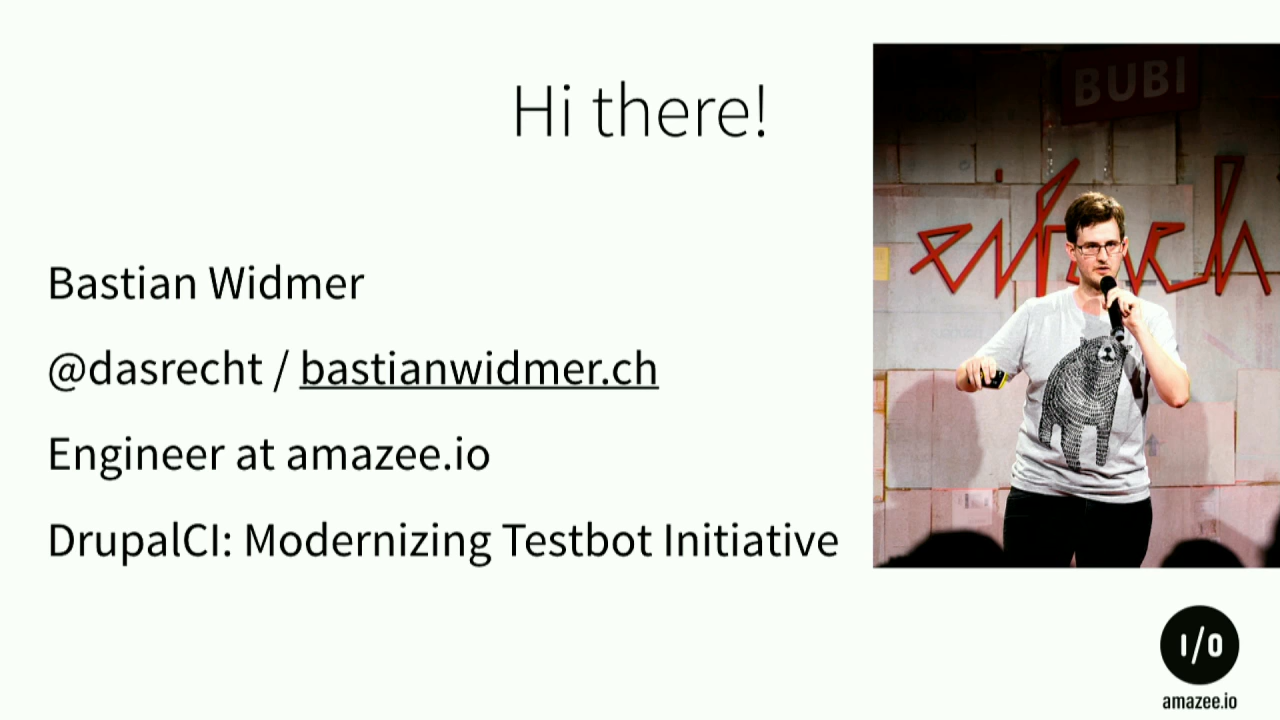 Hi there!
Bastian Widmer
@dasrecht / bastianwidmer.ch
Engineer at amazee.io
DrupalCI: Modernizing Testbot Initiative
BUBI
I/O
amazee.io